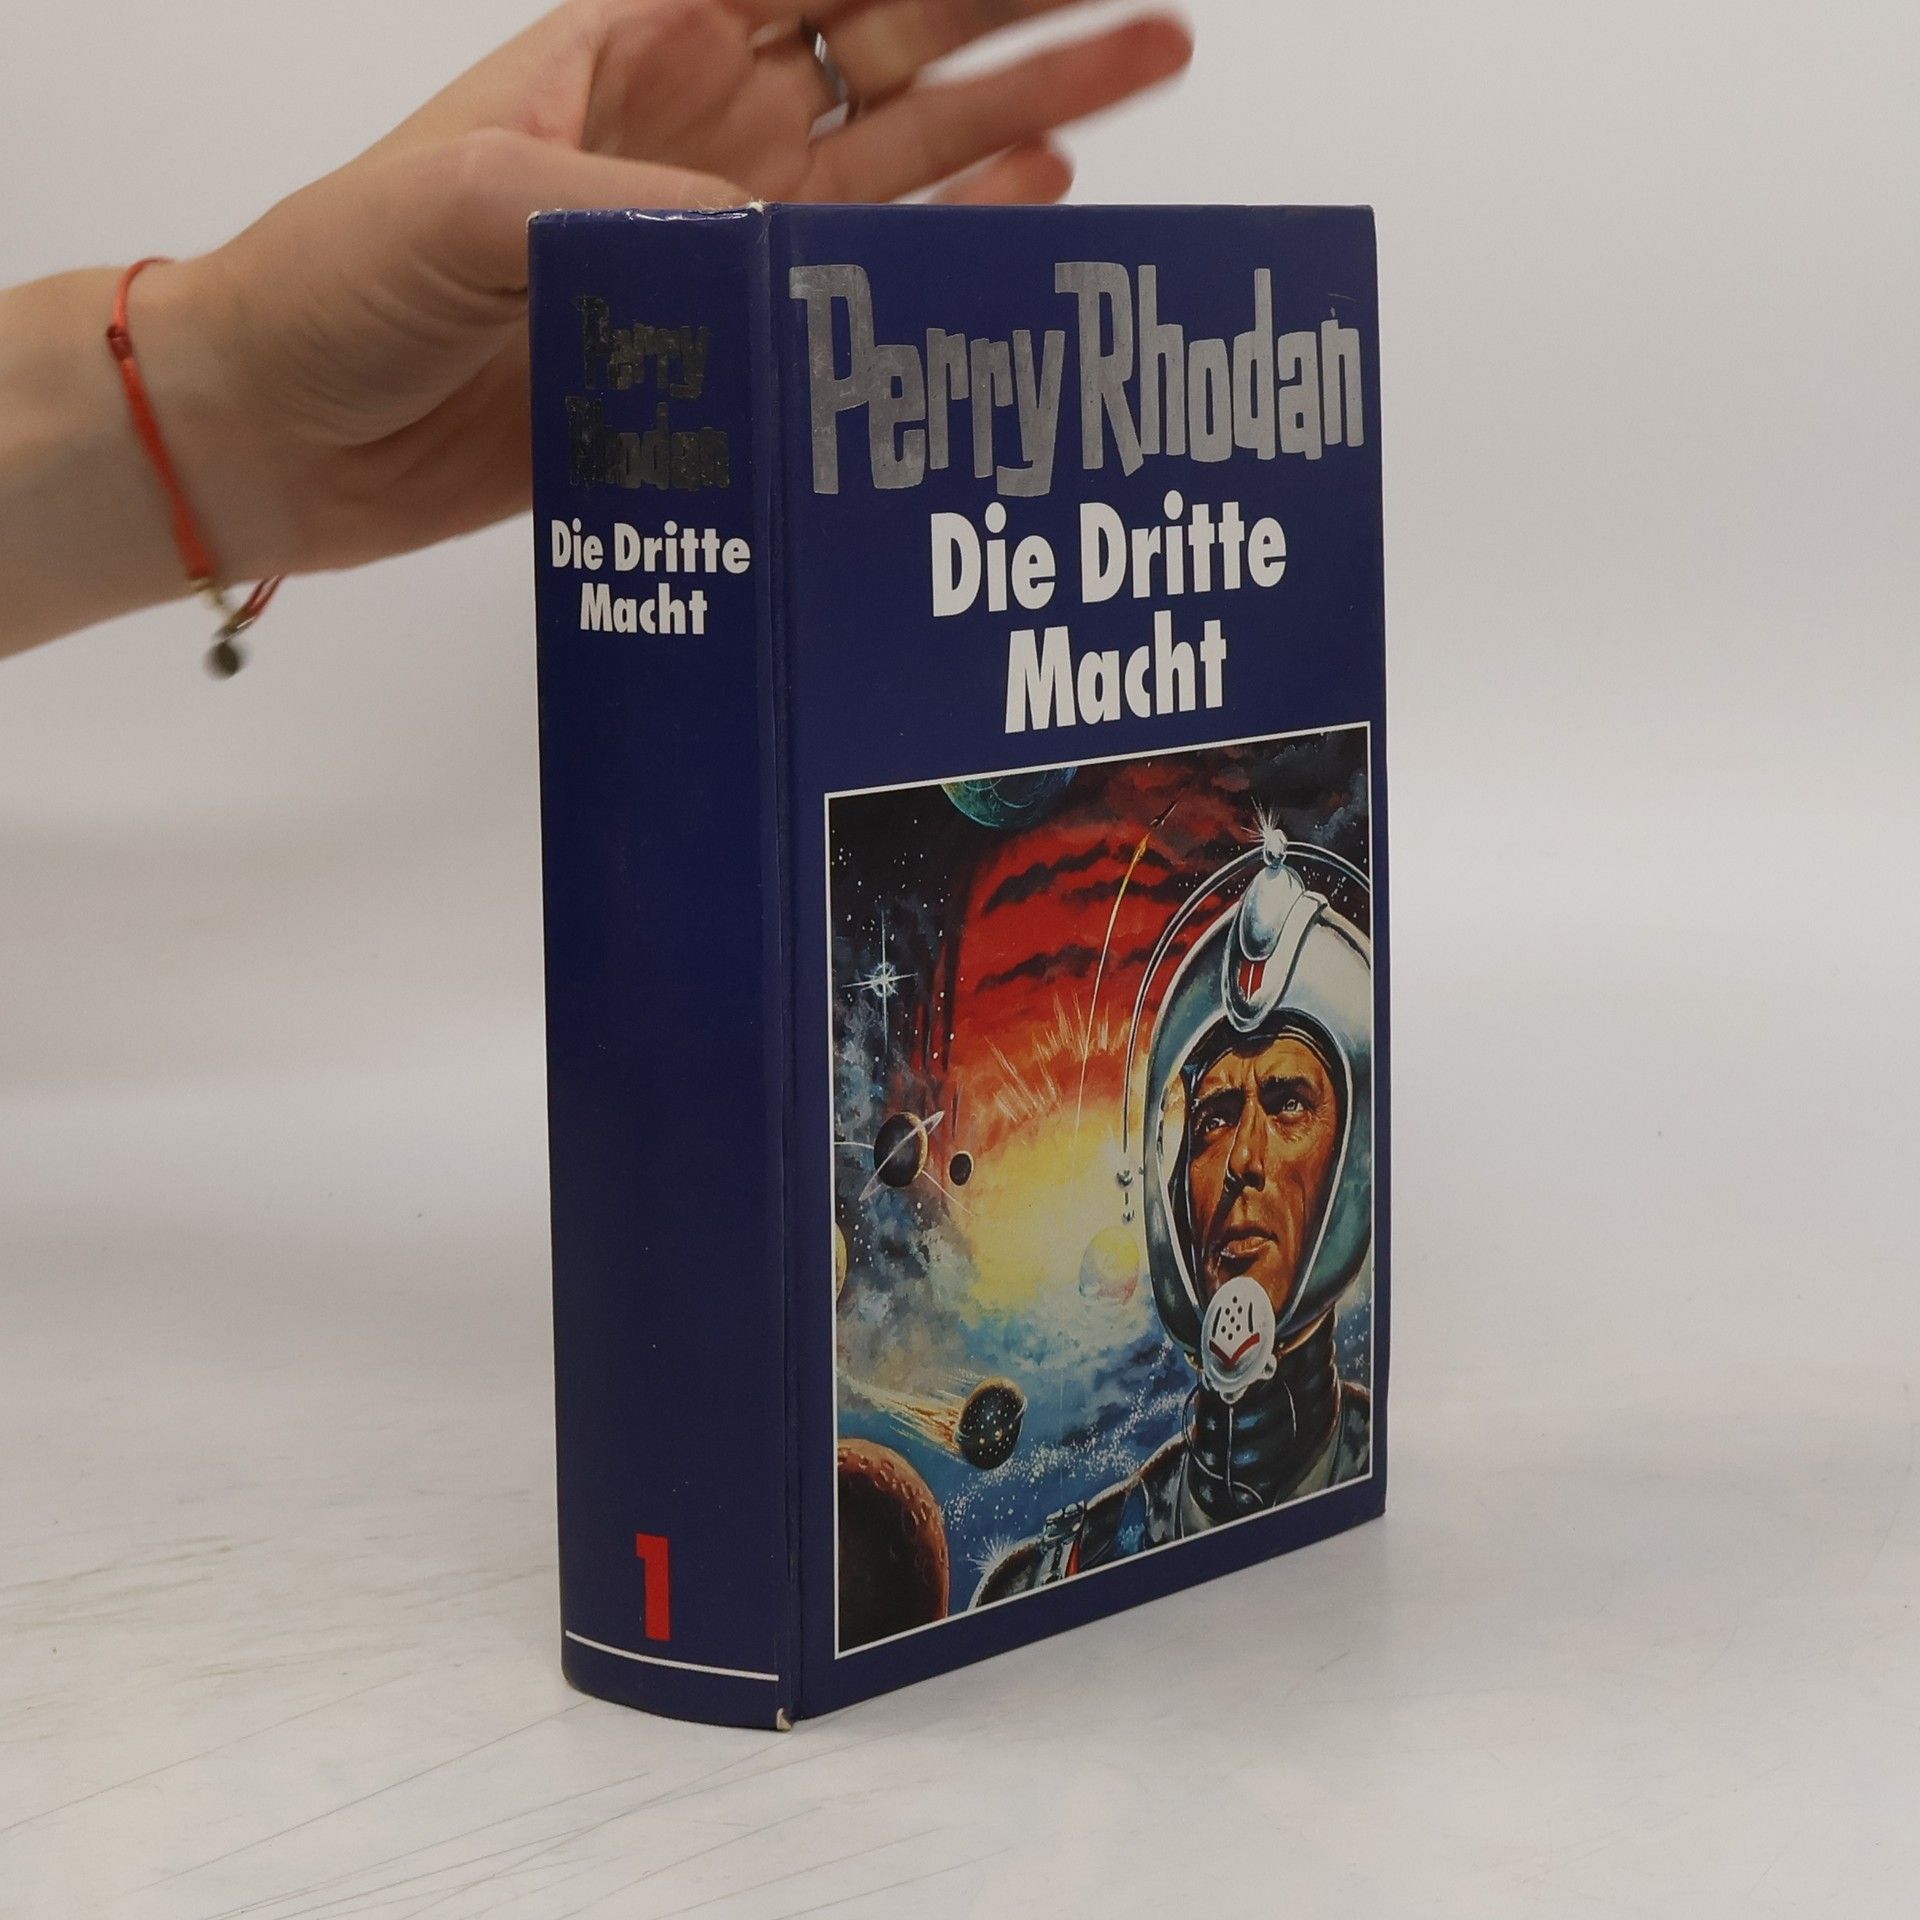 Perry
Rhodan
Die Dritte
Macht
1
Perry Rhodan
Die Dritte
Macht